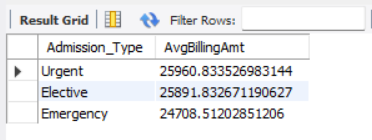 Result Grid Filter Rows:
Admission_Type AvgBillingAmt
Urgent 25960.833526983144
Elective 25891.832671190627
Emergency 24708.51202851206